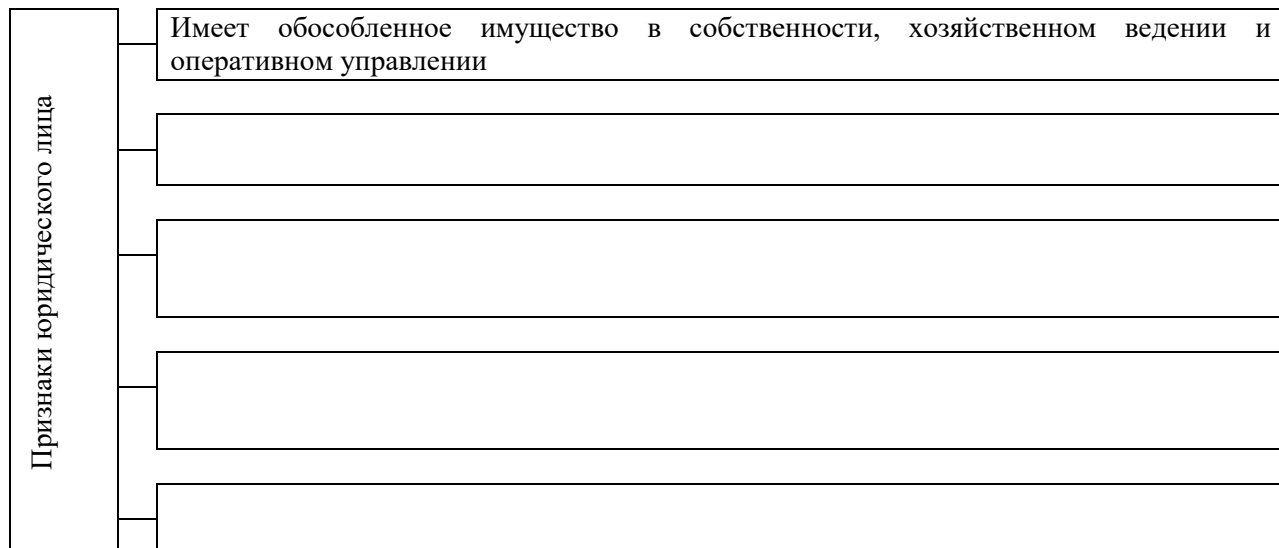 Признаки юридического лица
Имеет обособленное имущество в собственности, хозяйственном ведении и
оперативном управлении